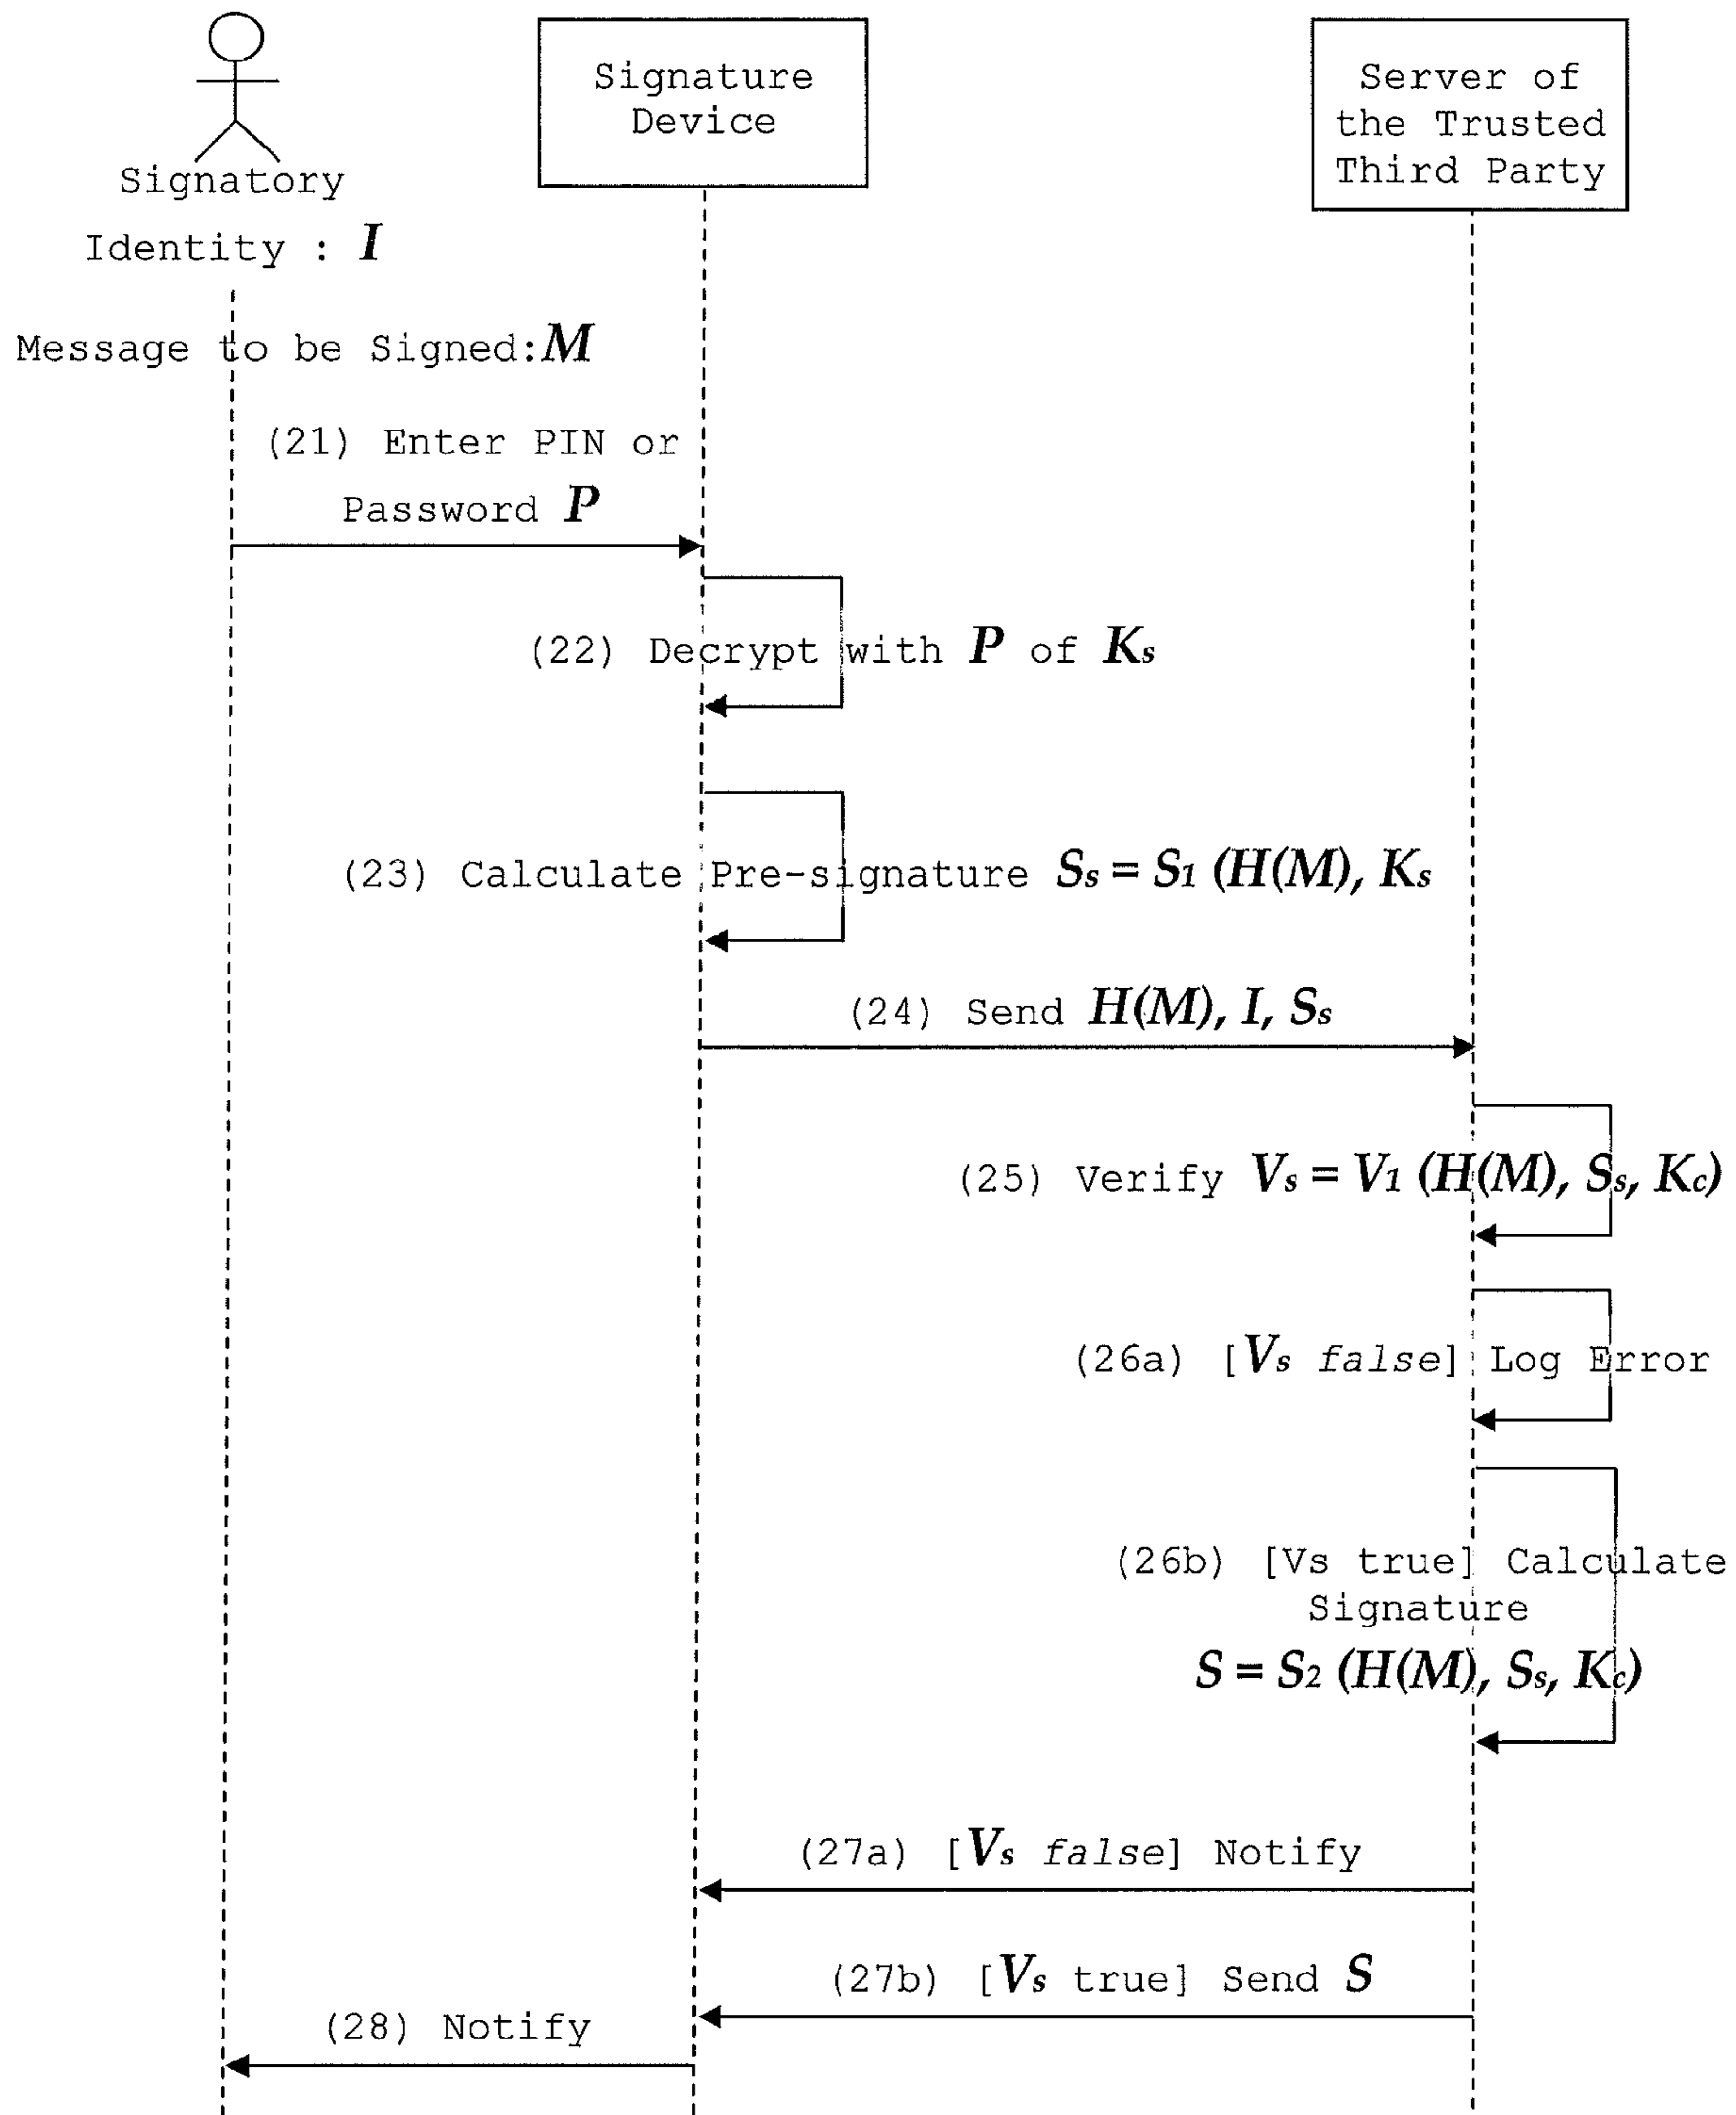 Signature
Device
Server of
the Trusted
Third Party
Signatory
Identity : I
Message to be Signed:M
(21) Enter PIN or
Password P
(22) Decrypt with P of Ks
(23) Calculate Pre-signature Ss = S1 (H(M), Ks
(24) Send H(M), I, Ss
(25) Verify Vs = V1 (H(M), Ss, Kc)
(26a) [Vs false] Log Error
(26b) [Vs true] Calculate
Signature
S = S2 (H(M), Ss, Kc)
(27a) [Vs false] Notify
(27b) [Vs true] Send S
(28) Notify